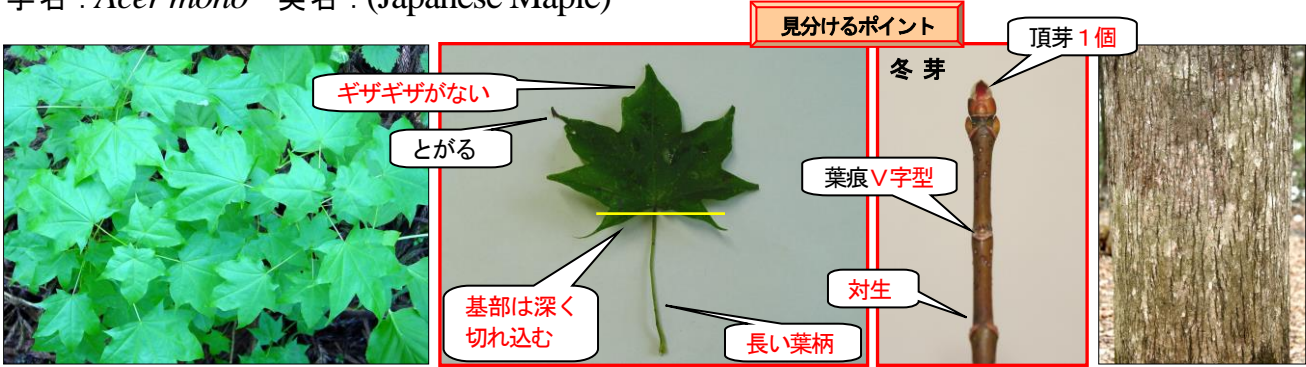 学名：Acer mono 英名：(Japanese Maple)
見分けるポイント
ギザギザがない
とがる
基部は深く
切れ込む
長い葉柄
冬 芽
頂芽１個
葉痕Ｖ字型
対生